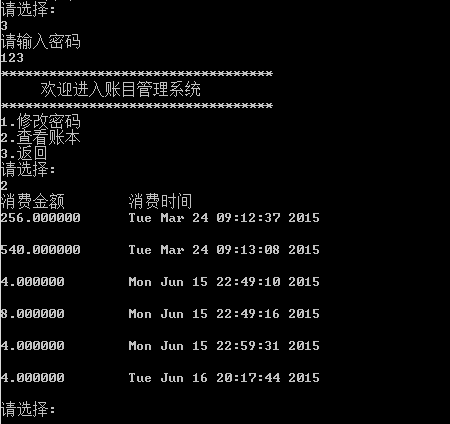 请选择:
3
请输入密码
123
**********************************
欢迎进入账目管理系统
**********************************
1.修改密码
2.查看账本
3.返回
请选择:
2
消费金额 消费时间
256.000000 Tue Mar 24 09:12:37 2015
540.000000 Tue Mar 24 09:13:08 2015
4.000000 Mon Jun 15 22:49:10 2015
8.000000 Mon Jun 15 22:49:16 2015
4.000000 Mon Jun 15 22:59:31 2015
4.000000 Tue Jun 16 20:17:44 2015
请选择: